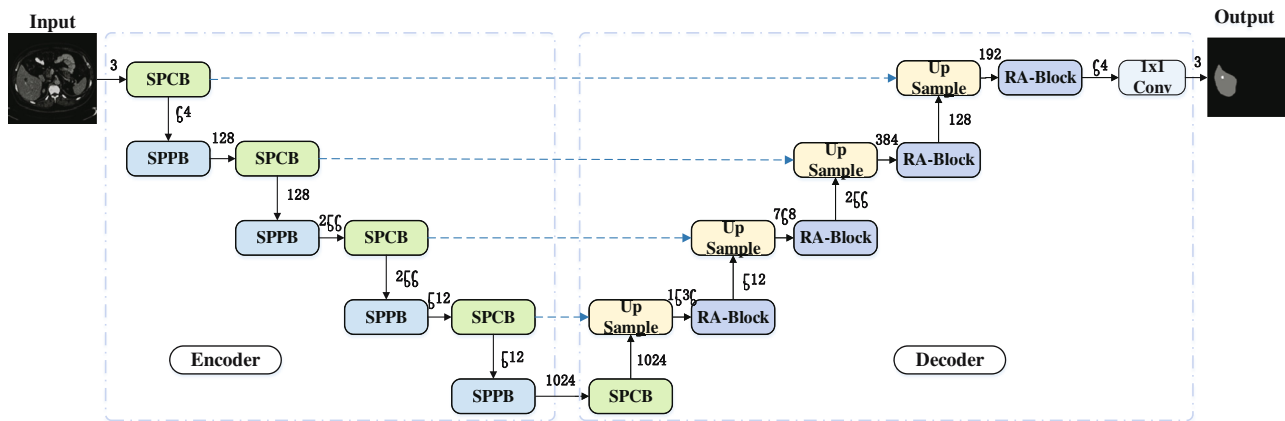 Input
Output
3
SPCB
Up
Sample
192
RA-Block
64
1x1
Conv
3
64
128
SPPB
128
SPCB
Up
Sample
384
RA-Block
128
256
SPPB
256
SPCB
Up
Sample
768
RA-Block
256
512
SPPB
512
SPCB
Up
Sample
1536
RA-Block
512
1024
Encoder
Decoder
SPPB
1024
SPCB